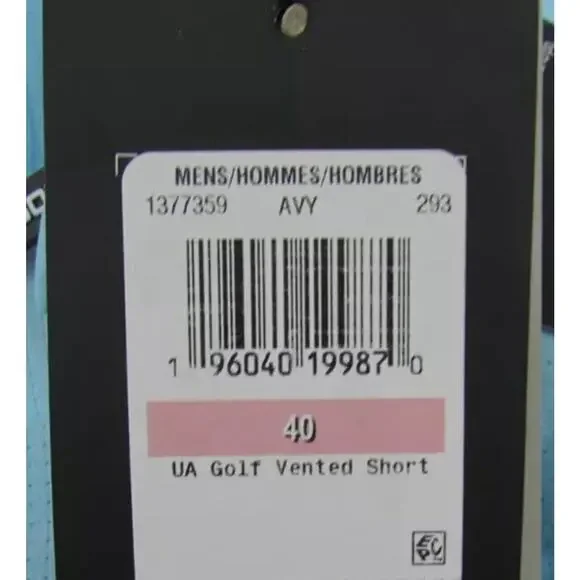 MENS/HOMMES/HOMBRES
1377359 AVY 293
1 96040 19987 0
40
UA Golf Vented Short